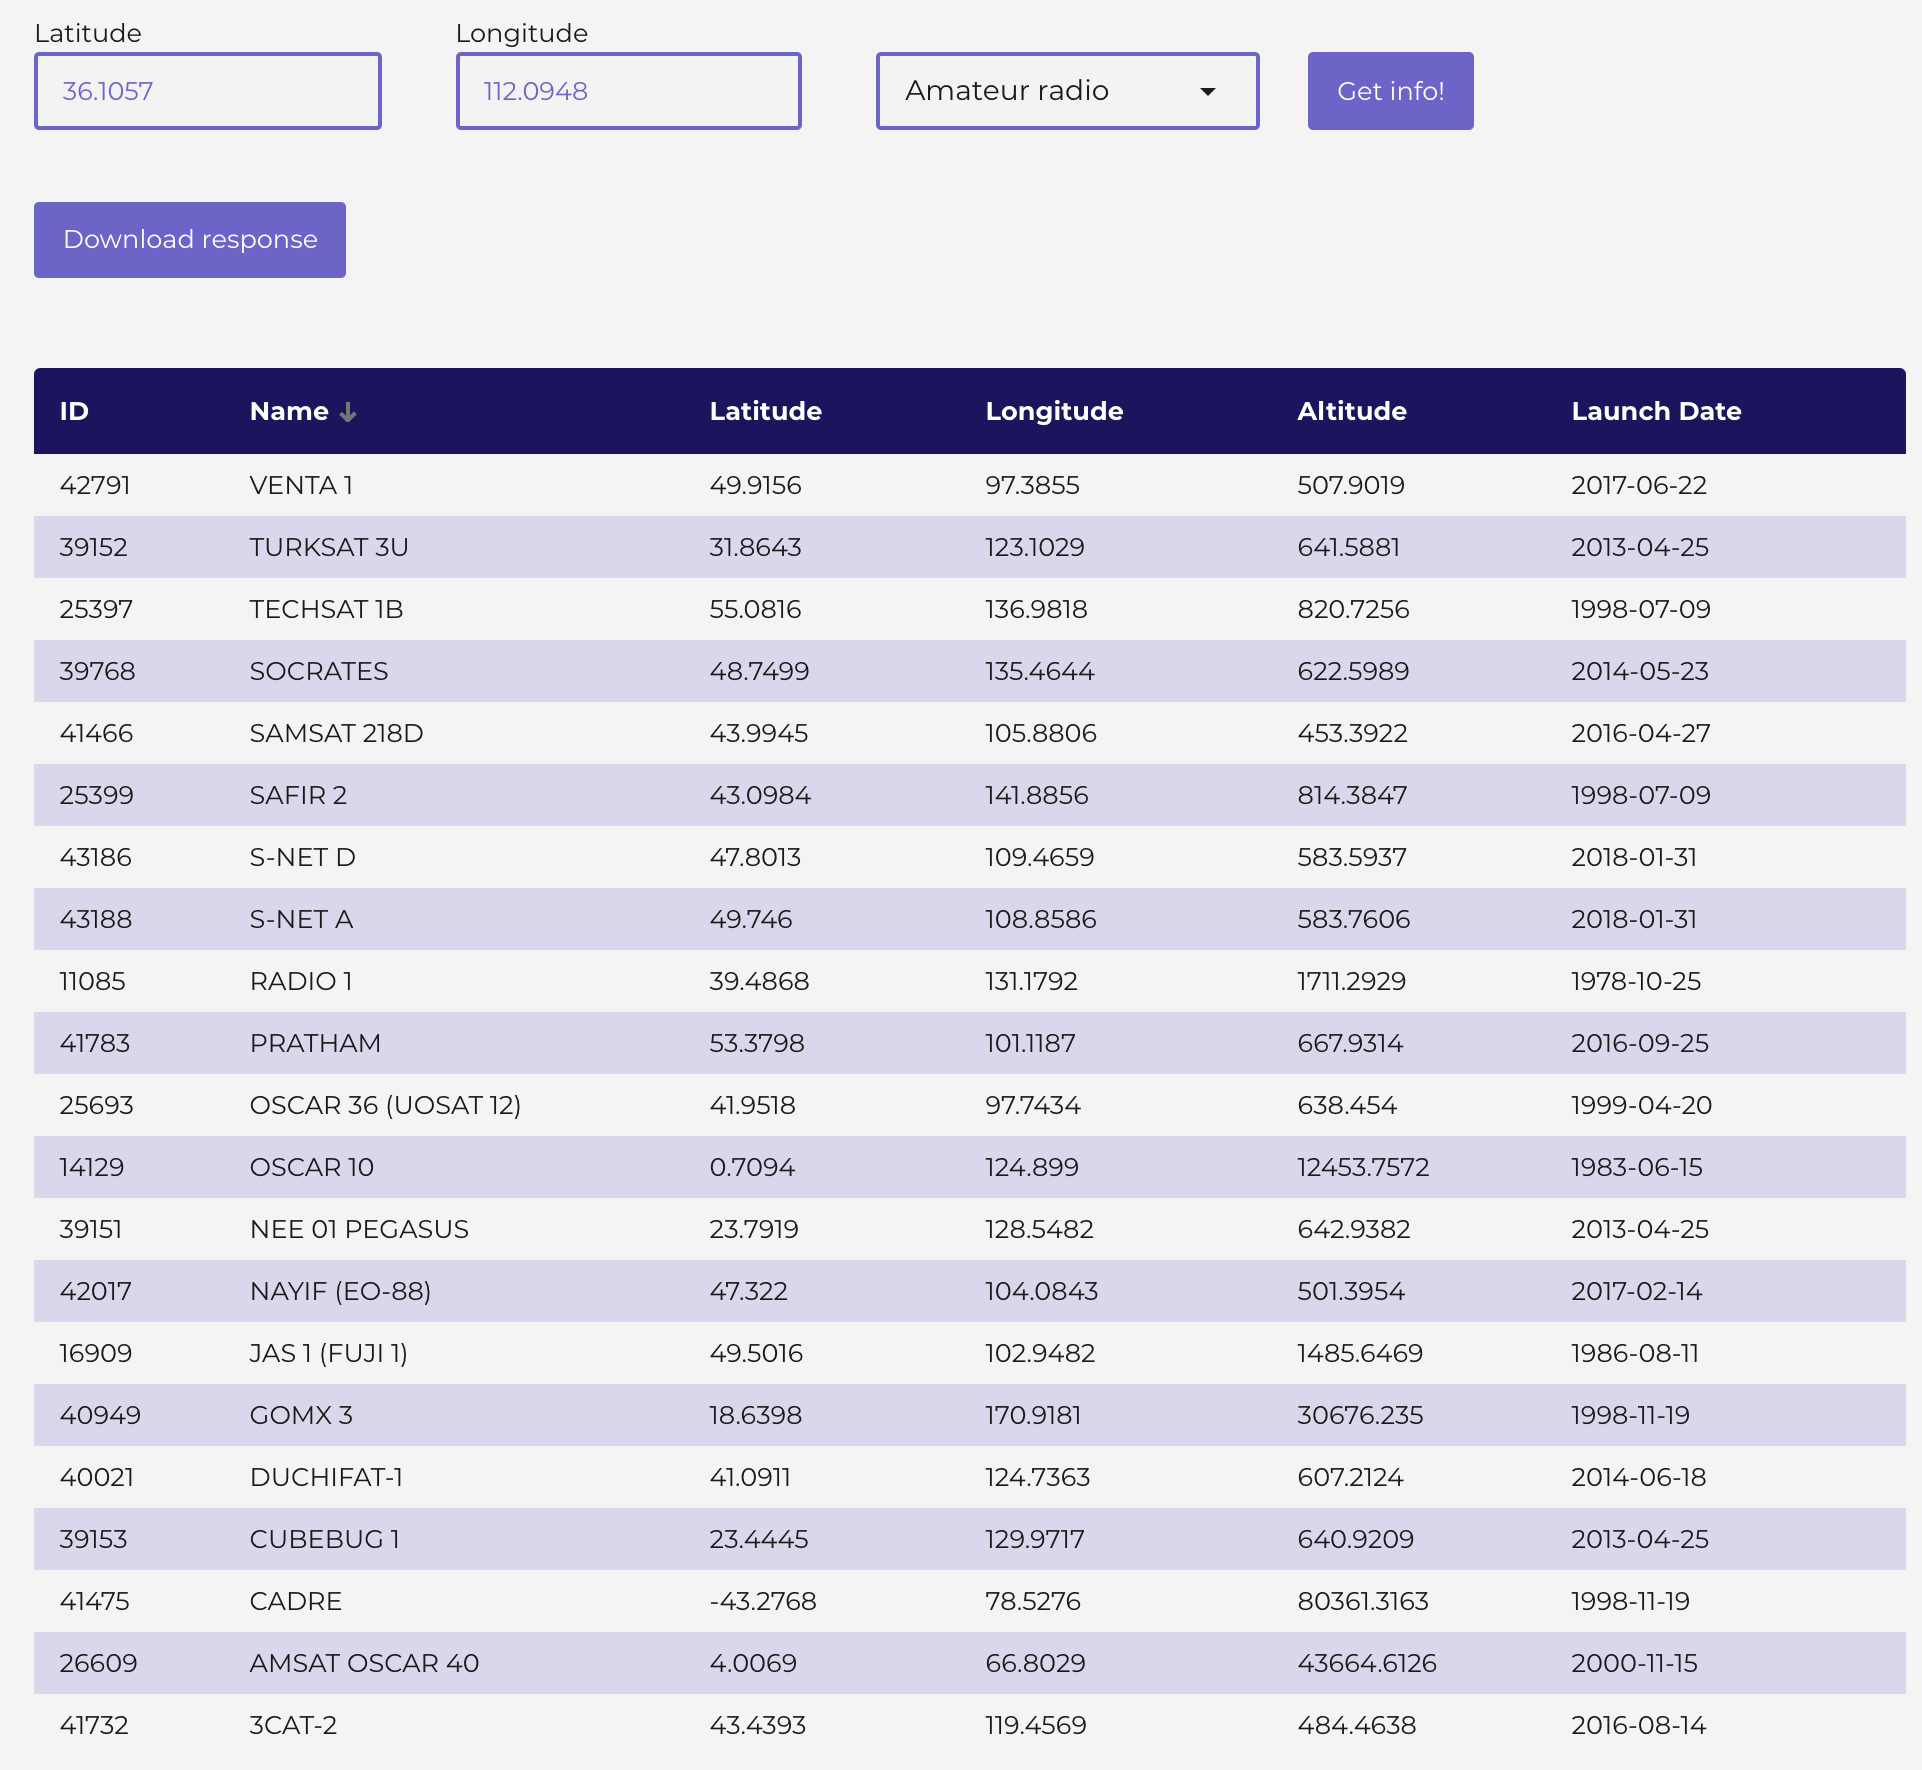 Latitude Longitude
36.1057 112.0948 Amateur radio Get info!
Download response
ID Name Latitude Longitude Altitude Launch Date
42791 VENTA 1 49.9156 97.3855 507.9019 2017-06-22
39152 TURKSAT 3U 31.8643 123.1029 641.5881 2013-04-25
25397 TECHSAT 1B 55.0816 136.9818 820.7256 1998-07-09
39768 SOCRATES 48.7499 135.4644 622.5989 2014-05-23
41466 SAMSAT 218D 43.9945 105.8806 453.3922 2016-04-27
25399 SAFIR 2 43.0984 141.8856 814.3847 1998-07-09
43186 S-NET D 47.8013 109.4659 583.5937 2018-01-31
43188 S-NET A 49.746 108.8586 583.7606 2018-01-31
11085 RADIO 1 39.4868 131.1792 1711.2929 1978-10-25
41783 PRATHAM 53.3798 101.1187 667.9314 2016-09-25
25693 OSCAR 36 (UOSAT 12) 41.9518 97.7434 638.454 1999-04-20
14129 OSCAR 10 0.7094 124.899 12453.7572 1983-06-15
39151 NEE 01 PEGASUS 23.7919 128.5482 642.9382 2013-04-25
42017 NAYIF (EO-88) 47.322 104.0843 501.3954 2017-02-14
16909 JAS 1 (FUJI 1) 49.5016 102.9482 1485.6469 1986-08-11
40949 GOMX 3 18.6398 170.9181 30676.235 1998-11-19
40021 DUCHIFAT-1 41.0911 124.7363 607.2124 2014-06-18
39153 CUBEBUG 1 23.4445 129.9717 640.9209 2013-04-25
41475 CADRE -43.2768 78.5276 80361.3163 1998-11-19
26609 AMSAT OSCAR 40 4.0069 66.8029 43664.6126 2000-11-15
41732 3CAT-2 43.4393 119.4569 484.4638 2016-08-14